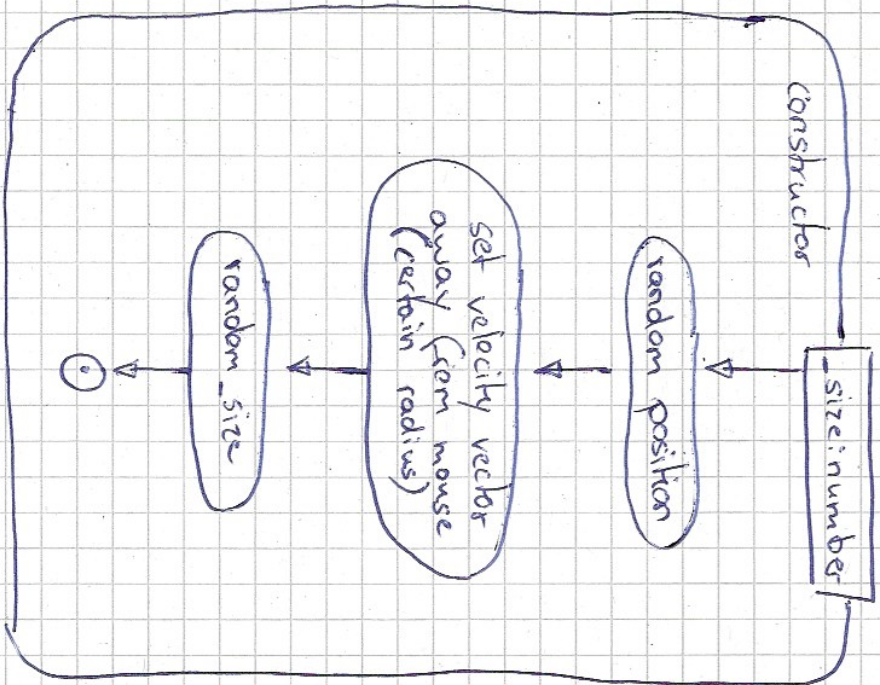 constructor
_size:number
random position
set velocity vector
away from mouse
(certain radius)
random _size